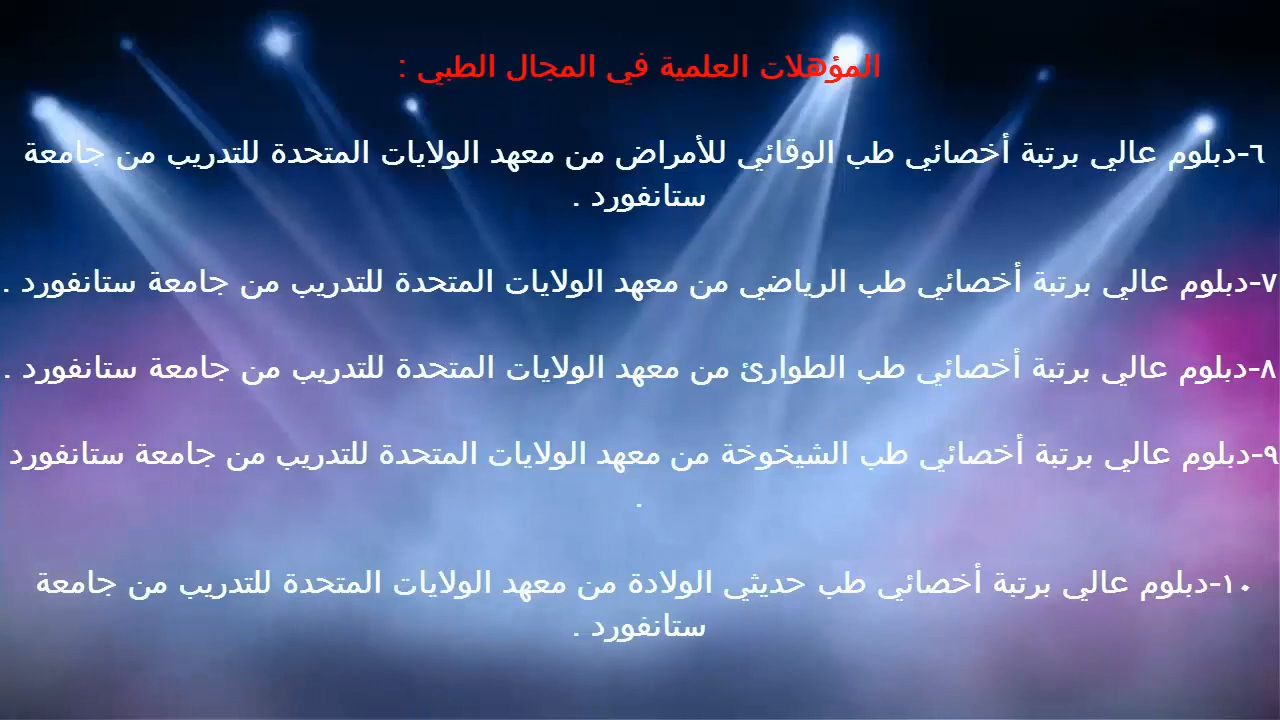 المؤهلات العلمية في المجال الطبي :
٦-دبلوم عالي برتبة أخصائي طب الوقائي للأمراض من معهد الولايات المتحدة للتدريب من جامعة
ستانفورد .
٧-دبلوم عالي برتبة أخصائي طب الرياضي من معهد الولايات المتحدة للتدريب من جامعة ستانفورد .
٨-دبلوم عالي برتبة أخصائي طب الطوارئ من معهد الولايات المتحدة للتدريب من جامعة ستانفورد .
٩-دبلوم عالي برتبة أخصائي طب الشيخوخة من معهد الولايات المتحدة للتدريب من جامعة ستانفورد
.
١٠-دبلوم عالي برتبة أخصائي طب حديثي الولادة من معهد الولايات المتحدة للتدريب من جامعة
ستانفورد .